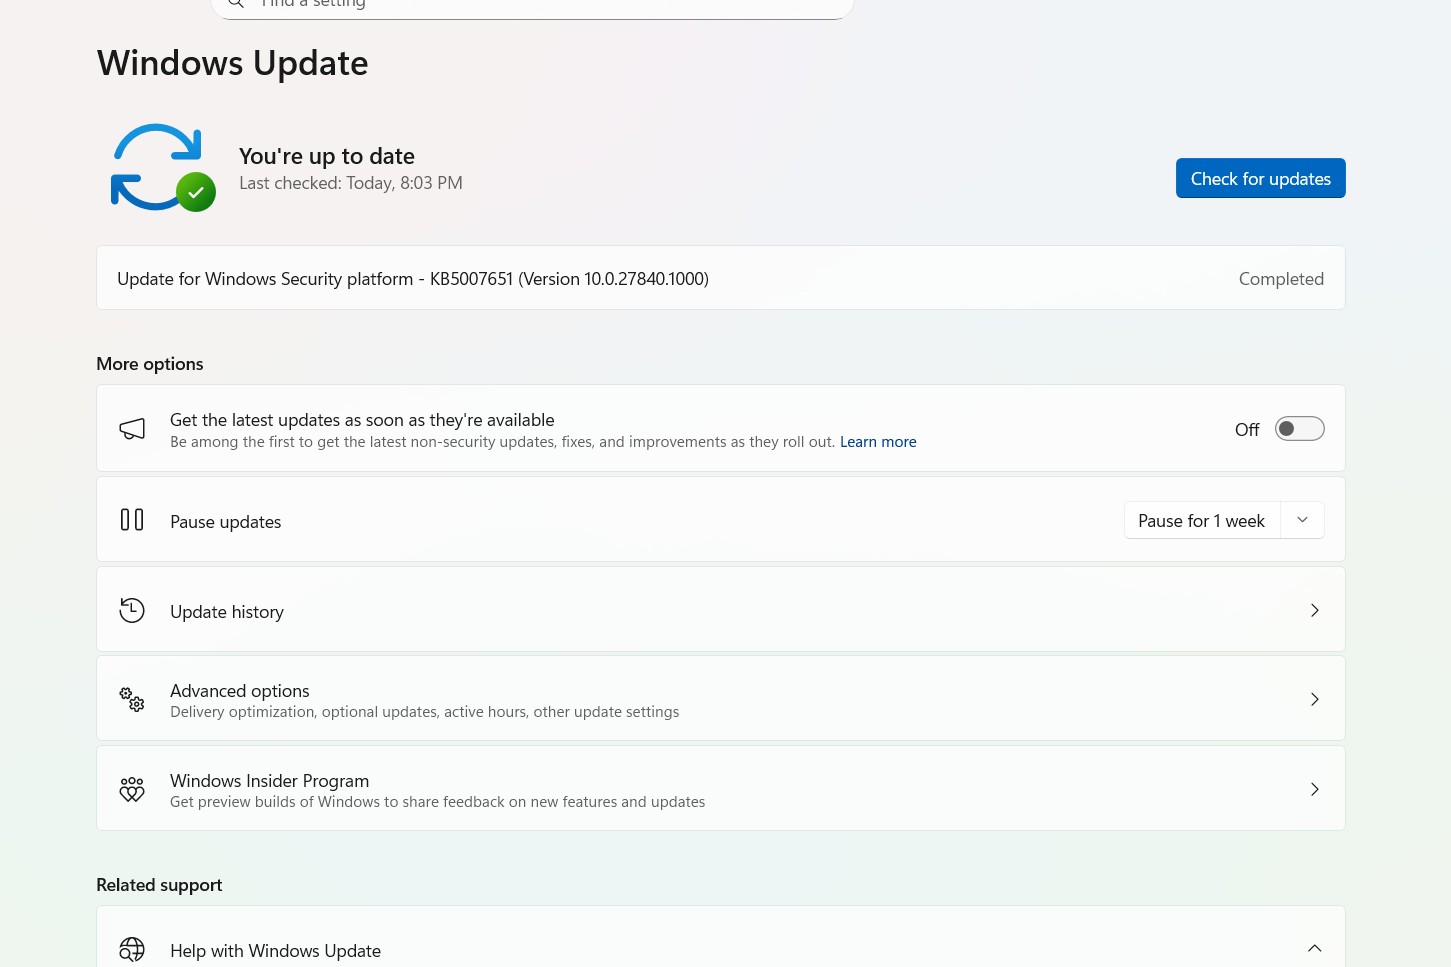 Find a setting
Windows Update
You're up to date
Last checked: Today, 8:03 PM
Check for updates
Update for Windows Security platform - KB5007651 (Version 10.0.27840.1000)
Completed
More options
Get the latest updates as soon as they're available
Be among the first to get the latest non-security updates, fixes, and improvements as they roll out. Learn more
Off
Pause updates
Pause for 1 week
Update history
Advanced options
Delivery optimization, optional updates, active hours, other update settings
Windows Insider Program
Get preview builds of Windows to share feedback on new features and updates
Related support
Help with Windows Update